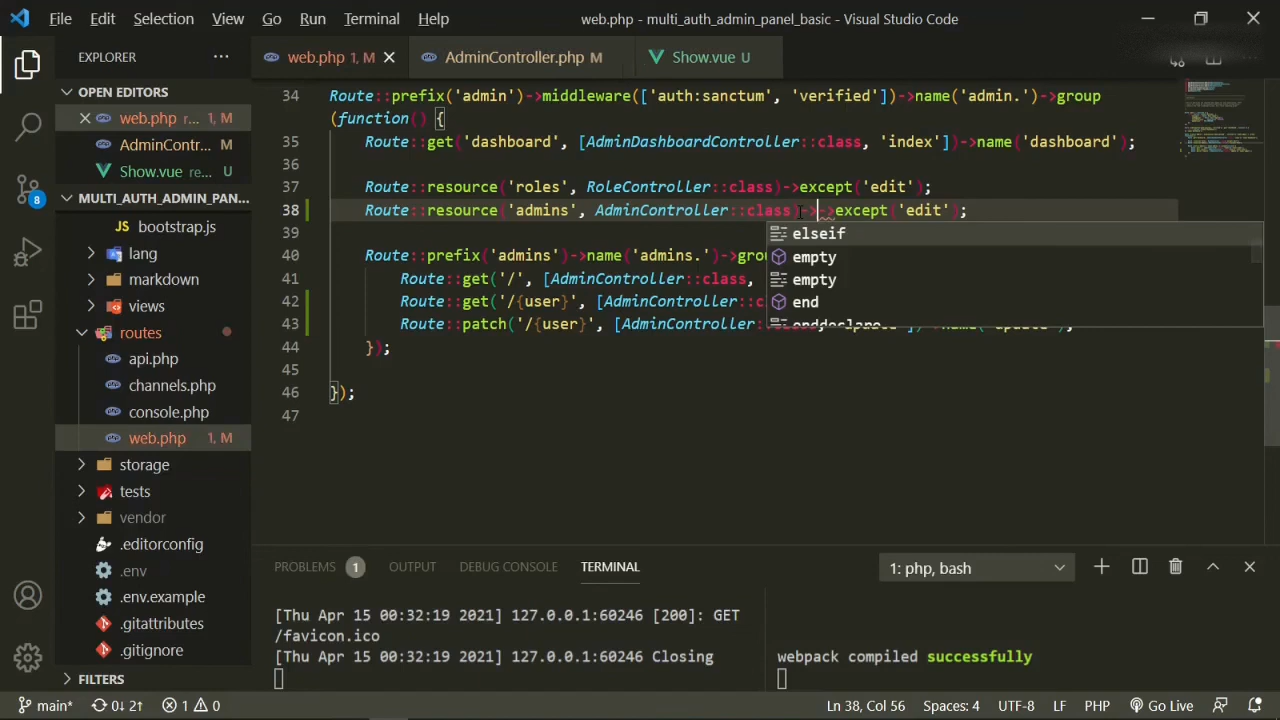 File Edit Selection View Go Run Terminal Help web.php - multi_auth_admin_panel_basic - Visual Studio Code
EXPLORER ··· web.php 1, M AdminController.php M Show.vue U
OPEN EDITORS
web.php r... 1, M
AdminContr... M
Show.vue re... U
MULTI_AUTH_ADMIN_PAN...
bootstrap.js
lang
markdown
views
routes
api.php
channels.php
console.php
web.php 1, M
storage
tests
vendor
.editorconfig
.env
.env.example
.gitattributes
.gitignore
FILTERS
8
34 Route::prefix('admin')->middleware(['auth:sanctum', 'verified'])->name('admin.')->group
(function() {
35 Route::get('dashboard', [AdminDashboardController::class, 'index'])->name('dashboard');
36
37 Route::resource('roles', RoleController::class)->except('edit');
38 Route::resource('admins', AdminController::class)->->except('edit');
39
40 Route::prefix('admins')->name('admins.')->grou
41 Route::get('/', [AdminController::class,
42 Route::get('/{user}', [AdminController::c
43 Route::patch('/{user}', [AdminController:
44 });
45
46 });
47
elseif
empty
empty
end
PROBLEMS 1 OUTPUT DEBUG CONSOLE TERMINAL 1: php, bash
[Thu Apr 15 00:32:19 2021] 127.0.0.1:60246 [200]: GET
/favicon.ico
[Thu Apr 15 00:32:19 2021] 127.0.0.1:60246 Closing
webpack compiled successfully
main* 0↓ 2↑ 1 0 Ln 38, Col 56 Spaces: 4 UTF-8 LF PHP Go Live